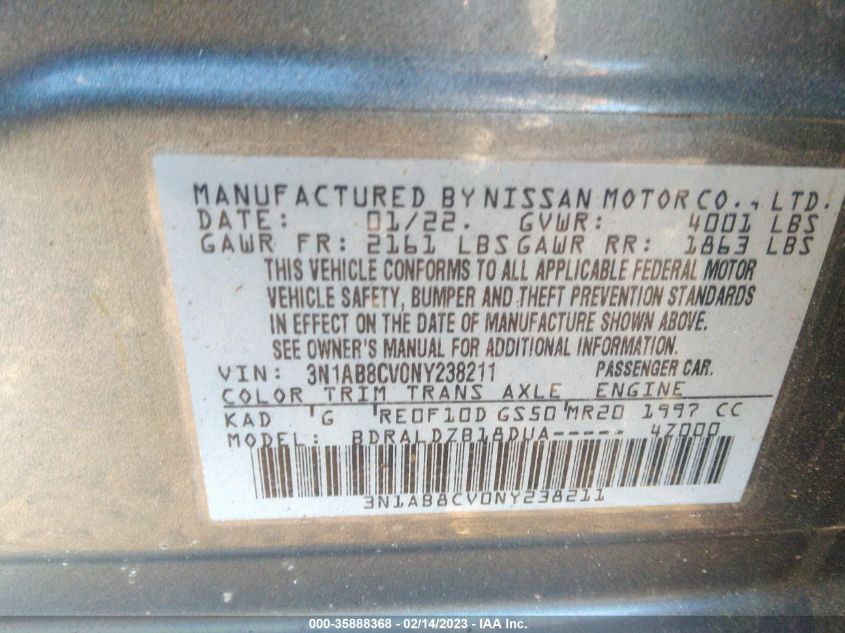 MANUFACTURED BY NISSAN MOTOR CO., LTD.
DATE: 01/22. GVWR: 4001 LBS
GAWR FR: 2161 LBS GAWR RR: 1863 LBS
THIS VEHICLE CONFORMS TO ALL APPLICABLE FEDERAL MOTOR
VEHICLE SAFETY, BUMPER AND THEFT PREVENTION STANDARDS
IN EFFECT ON THE DATE OF MANUFACTURE SHOWN ABOVE.
SEE OWNER'S MANUAL FOR ADDITIONAL INFORMATION.
VIN: 3N1AB8CV0NY238211 PASSENGER CAR.
COLOR TRIM TRANS AXLE ENGINE
KAD G RE0F10D GS50 MR20 1997 CC
MODEL: BDRALDZB18DUA----- 4Z000
3N1AB8CV0NY238211
000-35888368 - 02/14/2023 - IAA Inc.